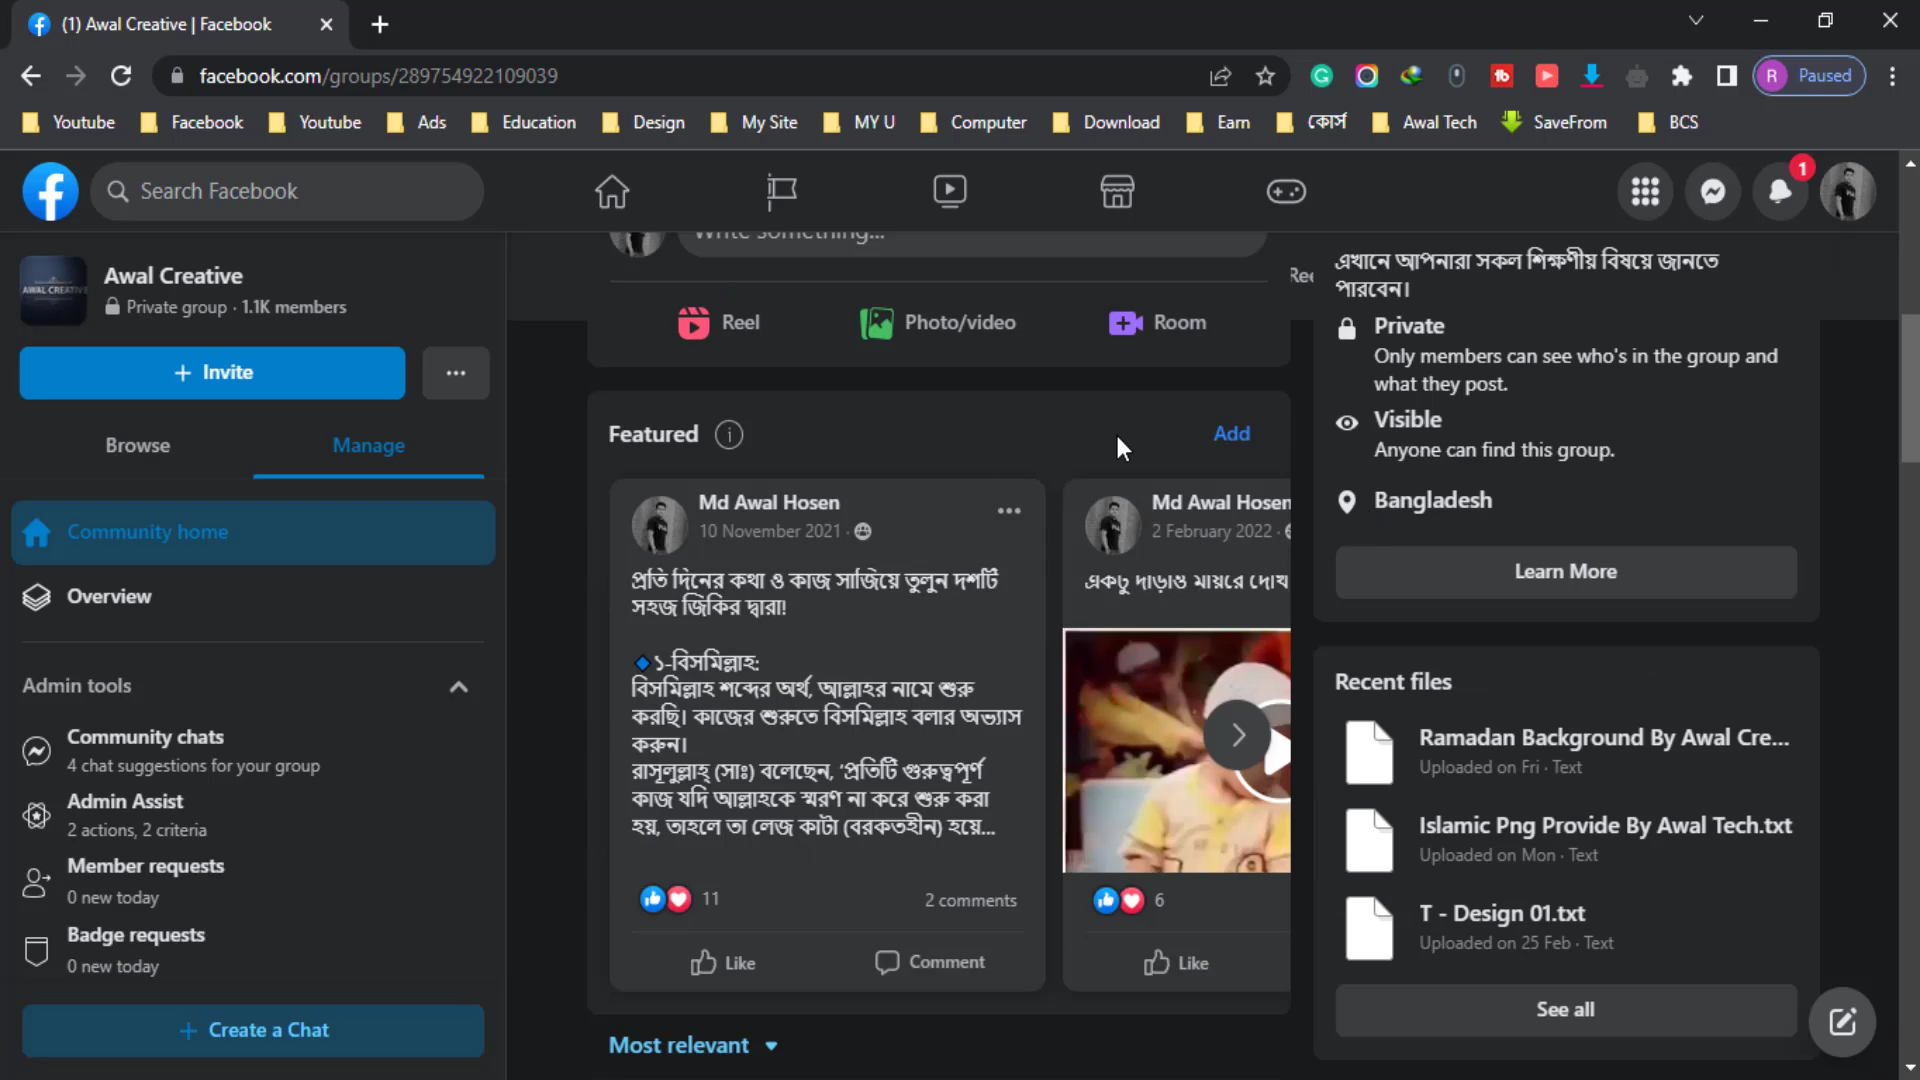 (1) Awal Creative | Facebook
facebook.com/groups/289754922109039
R Paused
Youtube Facebook Youtube Ads Education Design My Site MY U Computer Download Earn কোর্স Awal Tech SaveFrom BCS
Search Facebook
1
Awal Creative
Private group · 1.1K members
+ Invite
Browse Manage
Community home
Overview
Admin tools
Community chats
4 chat suggestions for your group
Admin Assist
2 actions, 2 criteria
Member requests
0 new today
Badge requests
0 new today
+ Create a Chat
Write something...
Reel Photo/video Room
Featured
Add
Md Awal Hosen
10 November 2021 ·
প্রতি দিনের কথা ও কাজ সাজিয়ে তুলুন দশটি
সহজ জিকির দ্বারা!
🔹১-বিসমিল্লাহ:
বিসমিল্লাহ শব্দের অর্থ, আল্লাহর নামে শুরু
করছি। কাজের শুরুতে বিসমিল্লাহ বলার অভ্যাস
করুন।
রাসূলুল্লাহ্ (সাঃ) বলেছেন, ‘প্রতিটি গুরুত্বপূর্ণ
কাজ যদি আল্লাহকে স্মরণ না করে শুরু করা
হয়, তাহলে তা লেজ কাটা (বরকতহীন) হয়ে...
11
2 comments
Like Comment
Md Awal Hosen
2 February 2022 ·
একটু দাড়াও মায়রে দোয
6
Like
Most relevant
এখানে আপনারা সকল শিক্ষণীয় বিষয়ে জানতে
পারবেন।
Private
Only members can see who's in the group and
what they post.
Visible
Anyone can find this group.
Bangladesh
Learn More
Recent files
Ramadan Background By Awal Cre...
Uploaded on Fri · Text
Islamic Png Provide By Awal Tech.txt
Uploaded on Mon · Text
T - Design 01.txt
Uploaded on 25 Feb · Text
See all